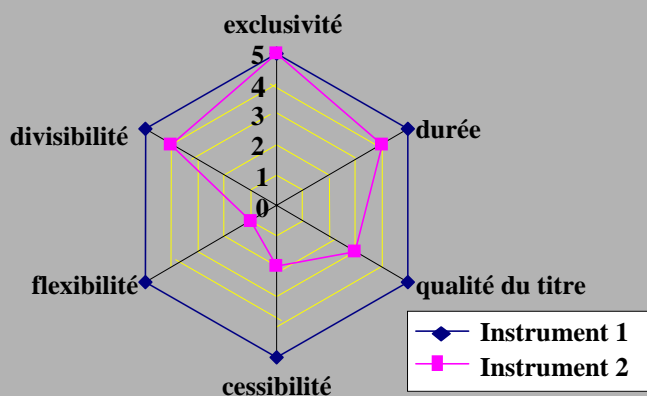 exclusivité
5
4
3
2
1
0
divisibilité
durée
flexibilité
qualité du titre
cessibilité
Instrument 1
Instrument 2